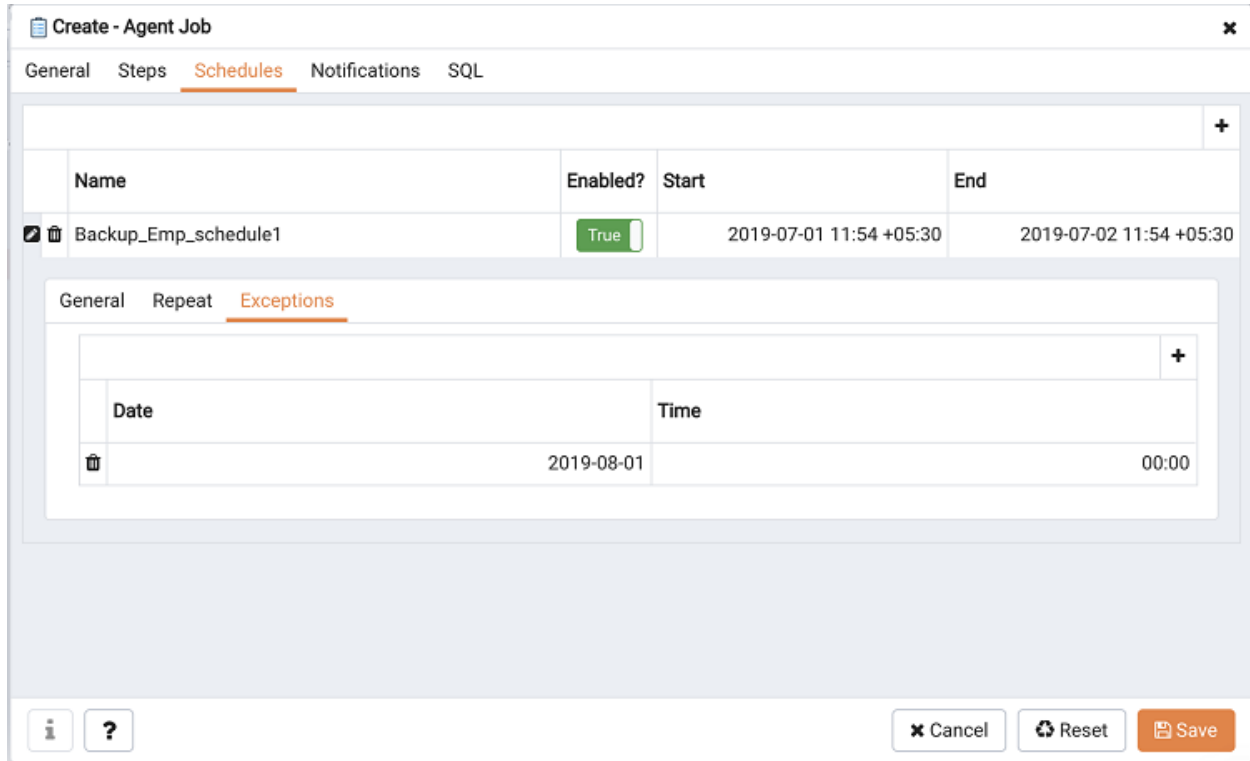 Create - Agent Job
General Steps Schedules Notifications SQL
Name Enabled? Start End
Backup_Emp_schedule1 True 2019-07-01 11:54 +05:30 2019-07-02 11:54 +05:30
General Repeat Exceptions
Date Time
2019-08-01 00:00
i ? Cancel Reset Save